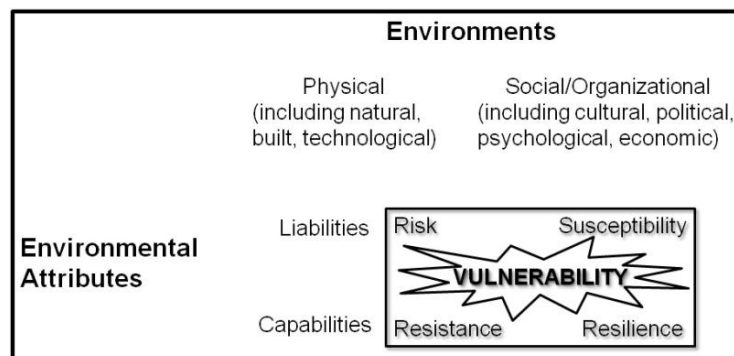 Environments
Physical
(including natural,
built, technological)
Social/Organizational
(including cultural, political,
psychological, economic)
Environmental
Attributes
Liabilities
Risk
Susceptibility
VULNERABILITY
Capabilities
Resistance
Resilience